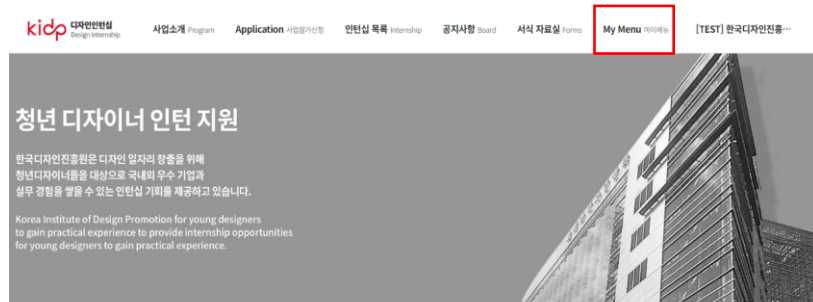 kidp 디자인인턴십
Design Internship
사업소개 Program
Application 사업참가신청
인턴십 목록 Internship
공지사항 Board
서식 자료실 Forms
My Menu 마이메뉴
[TEST] 한국디자인진흥···
청년 디자이너 인턴 지원
한국디자인진흥원은 디자인 일자리 창출을 위해
청년디자이너들을 대상으로 국내외 우수 기업과
실무 경험을 쌓을 수 있는 인턴십 기회를 제공하고 있습니다.
Korea Institute of Design Promotion for young designers
to gain practical experience to provide internship opportunities
for young designers to gain practical experience.